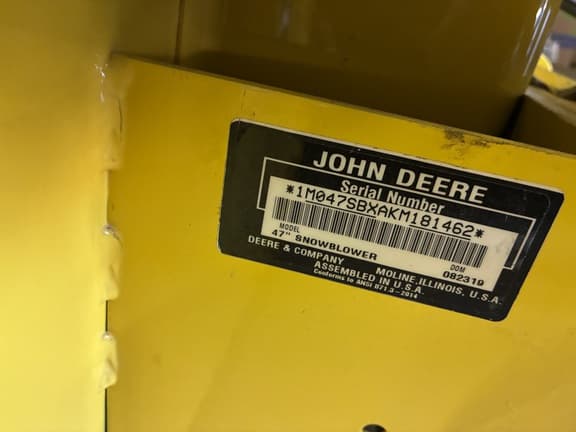 JOHN DEERE
Serial Number
*1M047SBXAKM181462*
MODEL
47" SNOWBLOWER DOM 082319
DEERE & COMPANY MOLINE, ILLINOIS, U.S.A.
ASSEMBLED IN U.S.A.
Conforms to ANSI B71.3-2014